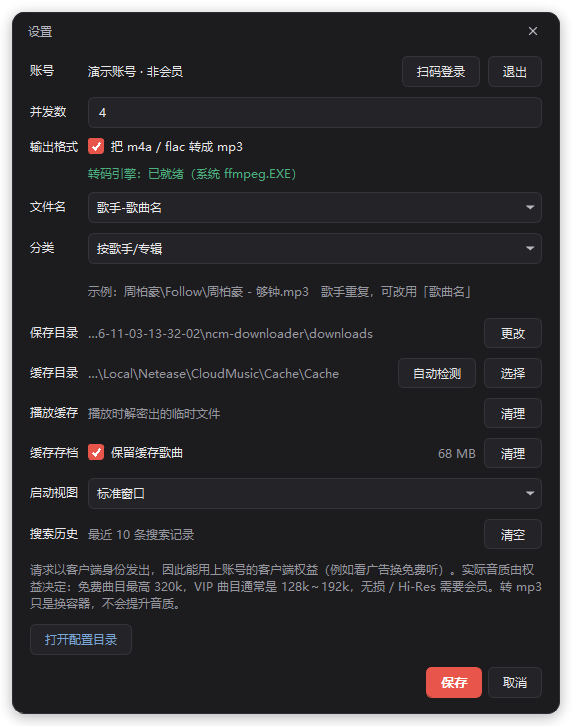 设置
账号 演示账号 · 非会员 扫码登录 退出
并发数 4
输出格式 把 m4a / flac 转成 mp3
转码引擎：已就绪（系统 ffmpeg.EXE）
文件名 歌手-歌曲名
分类 按歌手/专辑
示例：周柏豪\Follow\周柏豪 - 够钟.mp3 歌手重复，可改用「歌曲名」
保存目录 …6-11-03-13-32-02\ncm-downloader\downloads 更改
缓存目录 …\Local\Netease\CloudMusic\Cache\Cache 自动检测 选择
播放缓存 播放时解密出的临时文件 清理
缓存存档 保留缓存歌曲 68 MB 清理
启动视图 标准窗口
搜索历史 最近 10 条搜索记录 清空
请求以客户端身份发出，因此能用上账号的客户端权益（例如看广告换免费听）。实际音质由权
益决定：免费曲目最高 320k，VIP 曲目通常是 128k～192k，无损 / Hi-Res 需要会员。转 mp3
只是换容器，不会提升音质。
打开配置目录
保存 取消